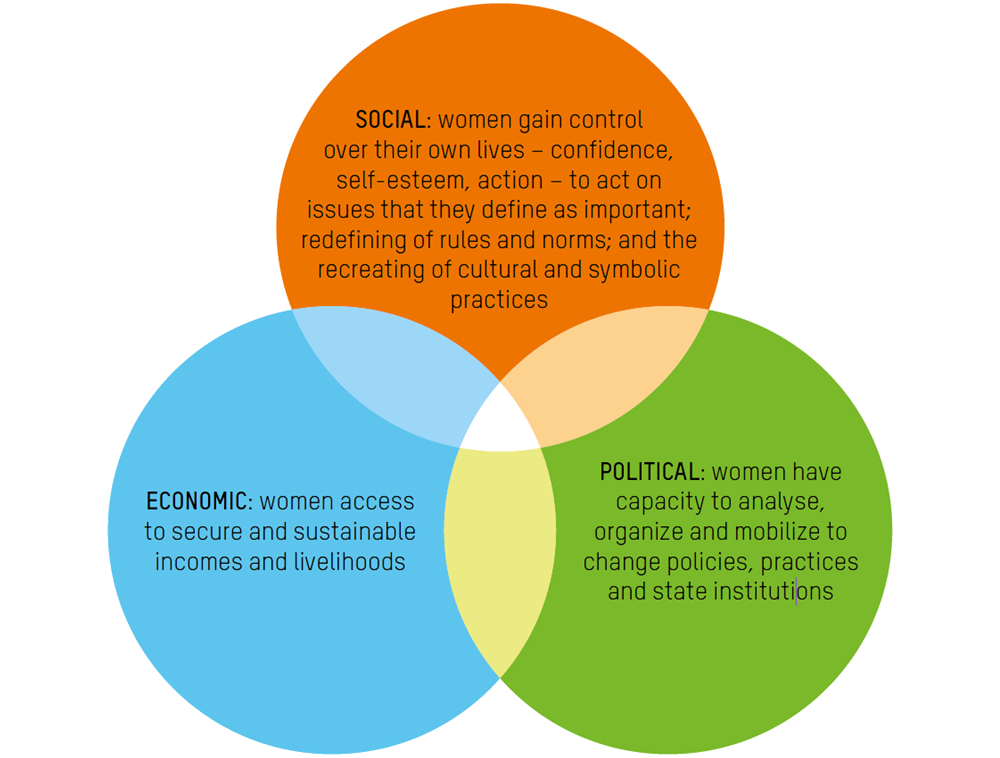 SOCIAL: women gain control
over their own lives – confidence,
self-esteem, action – to act on
issues that they define as important;
redefining of rules and norms; and the
recreating of cultural and symbolic
practices
ECONOMIC: women access
to secure and sustainable
incomes and livelihoods
POLITICAL: women have
capacity to analyse,
organize and mobilize to
change policies, practices
and state institutions